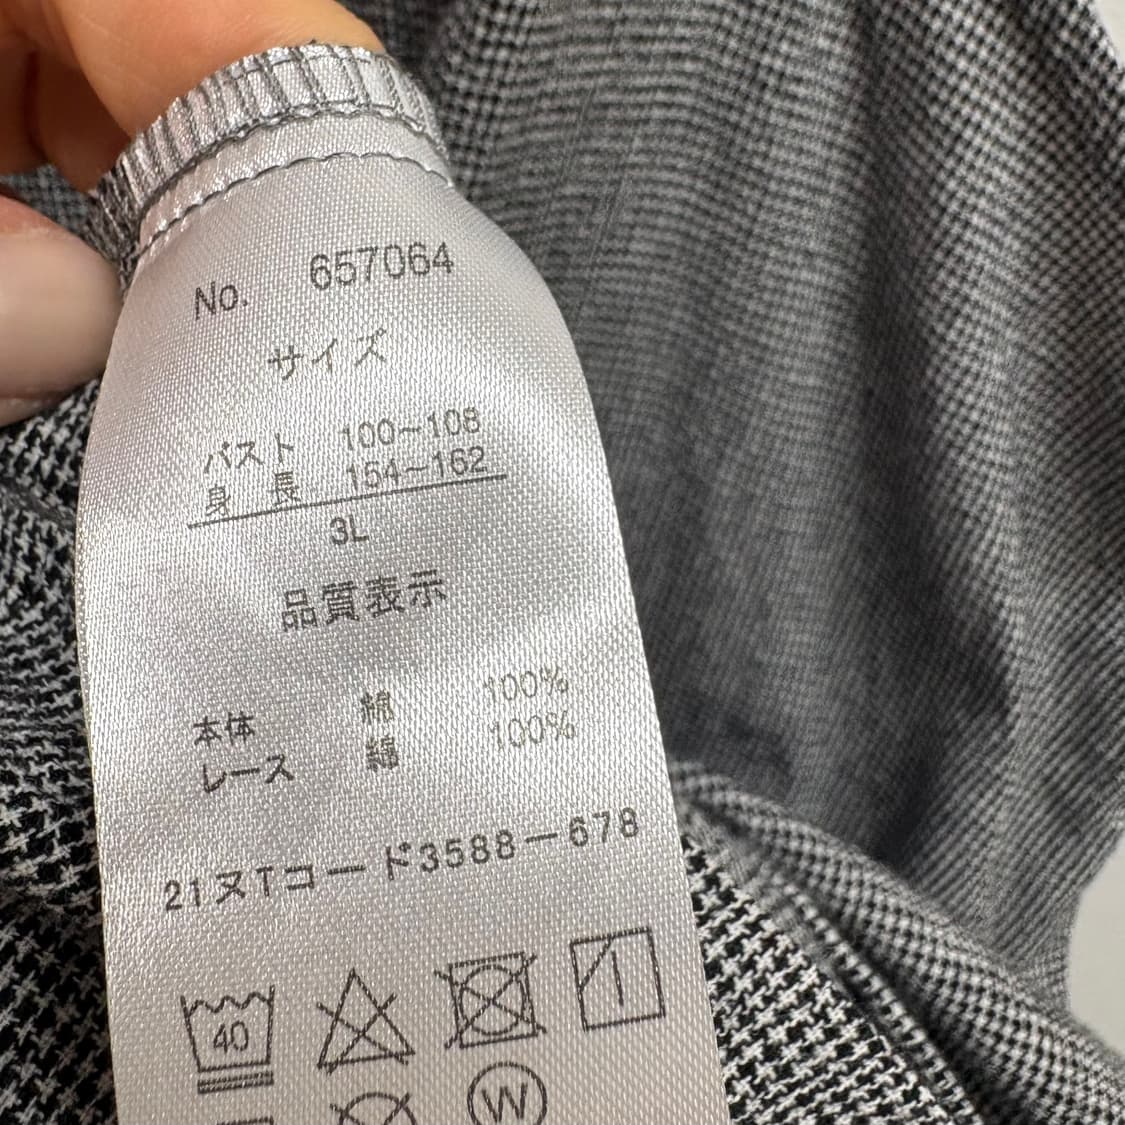 No. 657064
サイズ
バスト 100~108
身長 154~162
3L
品質表示
本体 綿 100%
レース 綿 100%
21ヌTコード3588-678
40
W